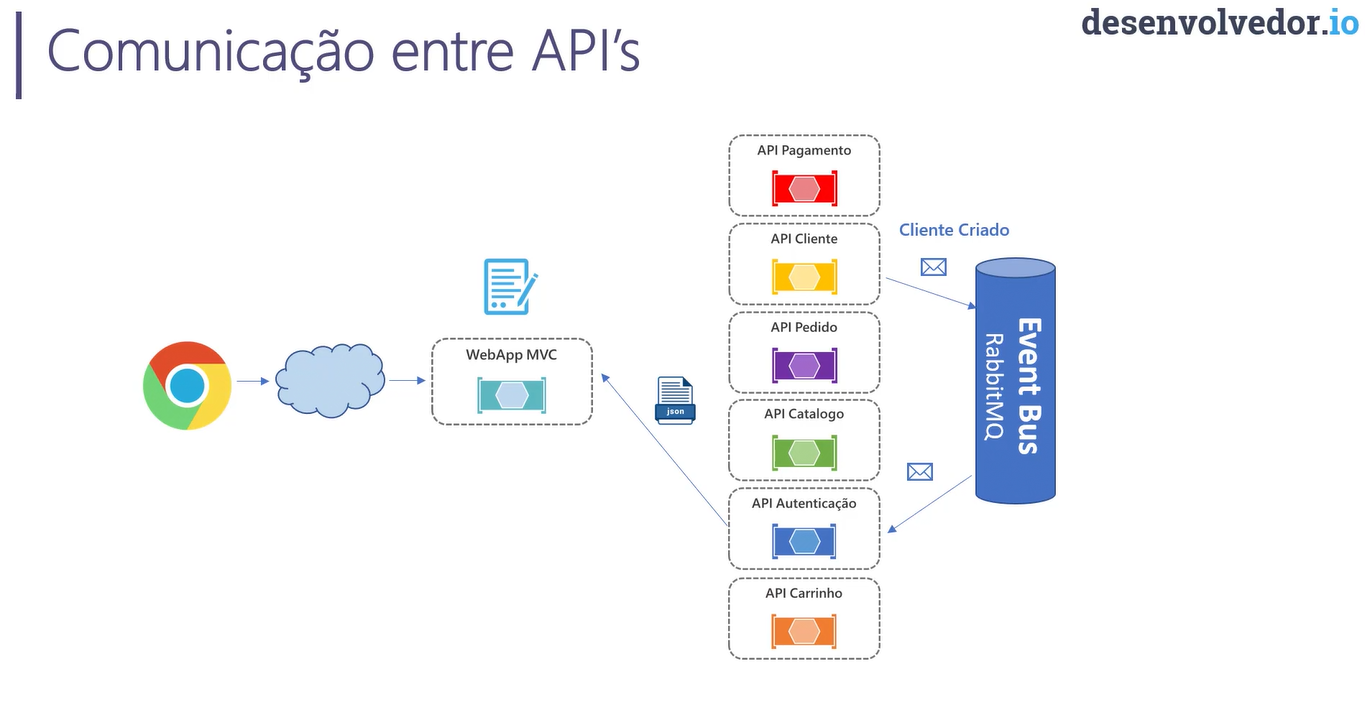 Comunicação entre API's
desenvolvedor.io
API Pagamento
API Cliente
Cliente Criado
API Pedido
WebApp MVC
json
API Catalogo
API Autenticação
API Carrinho
Event Bus
RabbitMQ